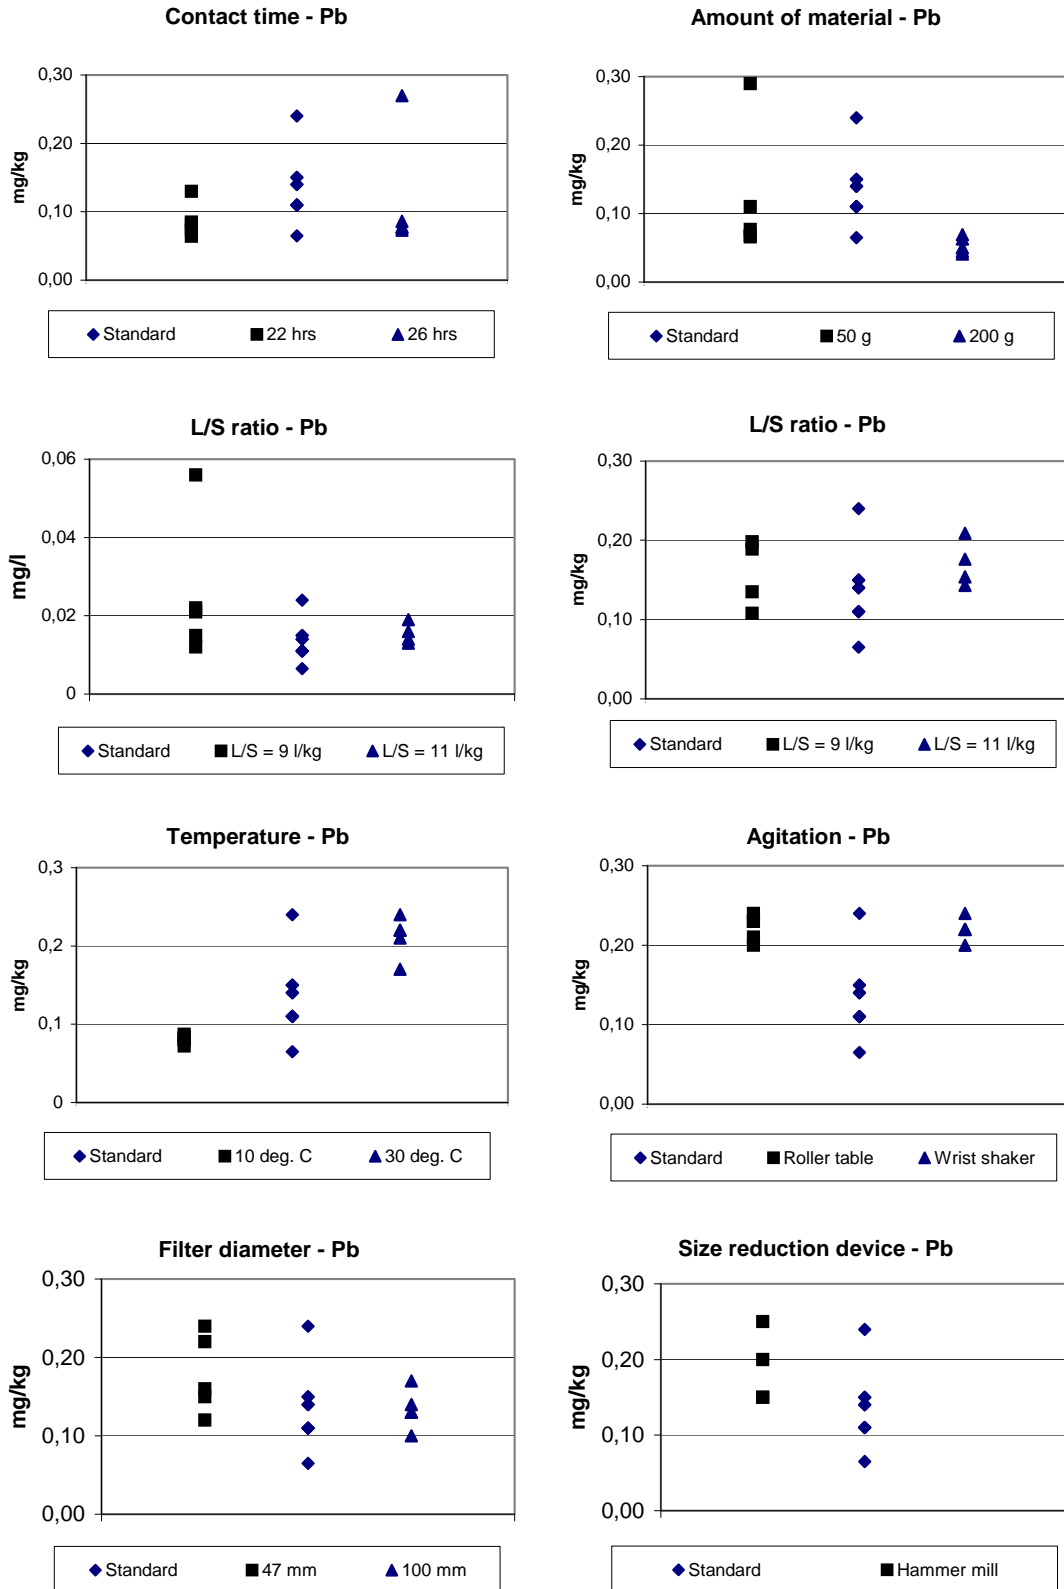 Contact time - Pb
0,30
0,20
0,10
0,00
mg/kg
Standard 22 hrs 26 hrs
Amount of material - Pb
0,30
0,20
0,10
0,00
mg/kg
Standard 50 g 200 g
L/S ratio - Pb
0,06
0,04
0,02
0
mg/l
Standard L/S = 9 l/kg L/S = 11 l/kg
L/S ratio - Pb
0,30
0,20
0,10
0,00
mg/kg
Standard L/S = 9 l/kg L/S = 11 l/kg
Temperature - Pb
0,3
0,2
0,1
0
mg/kg
Standard 10 deg. C 30 deg. C
Agitation - Pb
0,30
0,20
0,10
0,00
mg/kg
Standard Roller table Wrist shaker
Filter diameter - Pb
0,30
0,20
0,10
0,00
mg/kg
Standard 47 mm 100 mm
Size reduction device - Pb
0,30
0,20
0,10
0,00
mg/kg
Standard Hammer mill